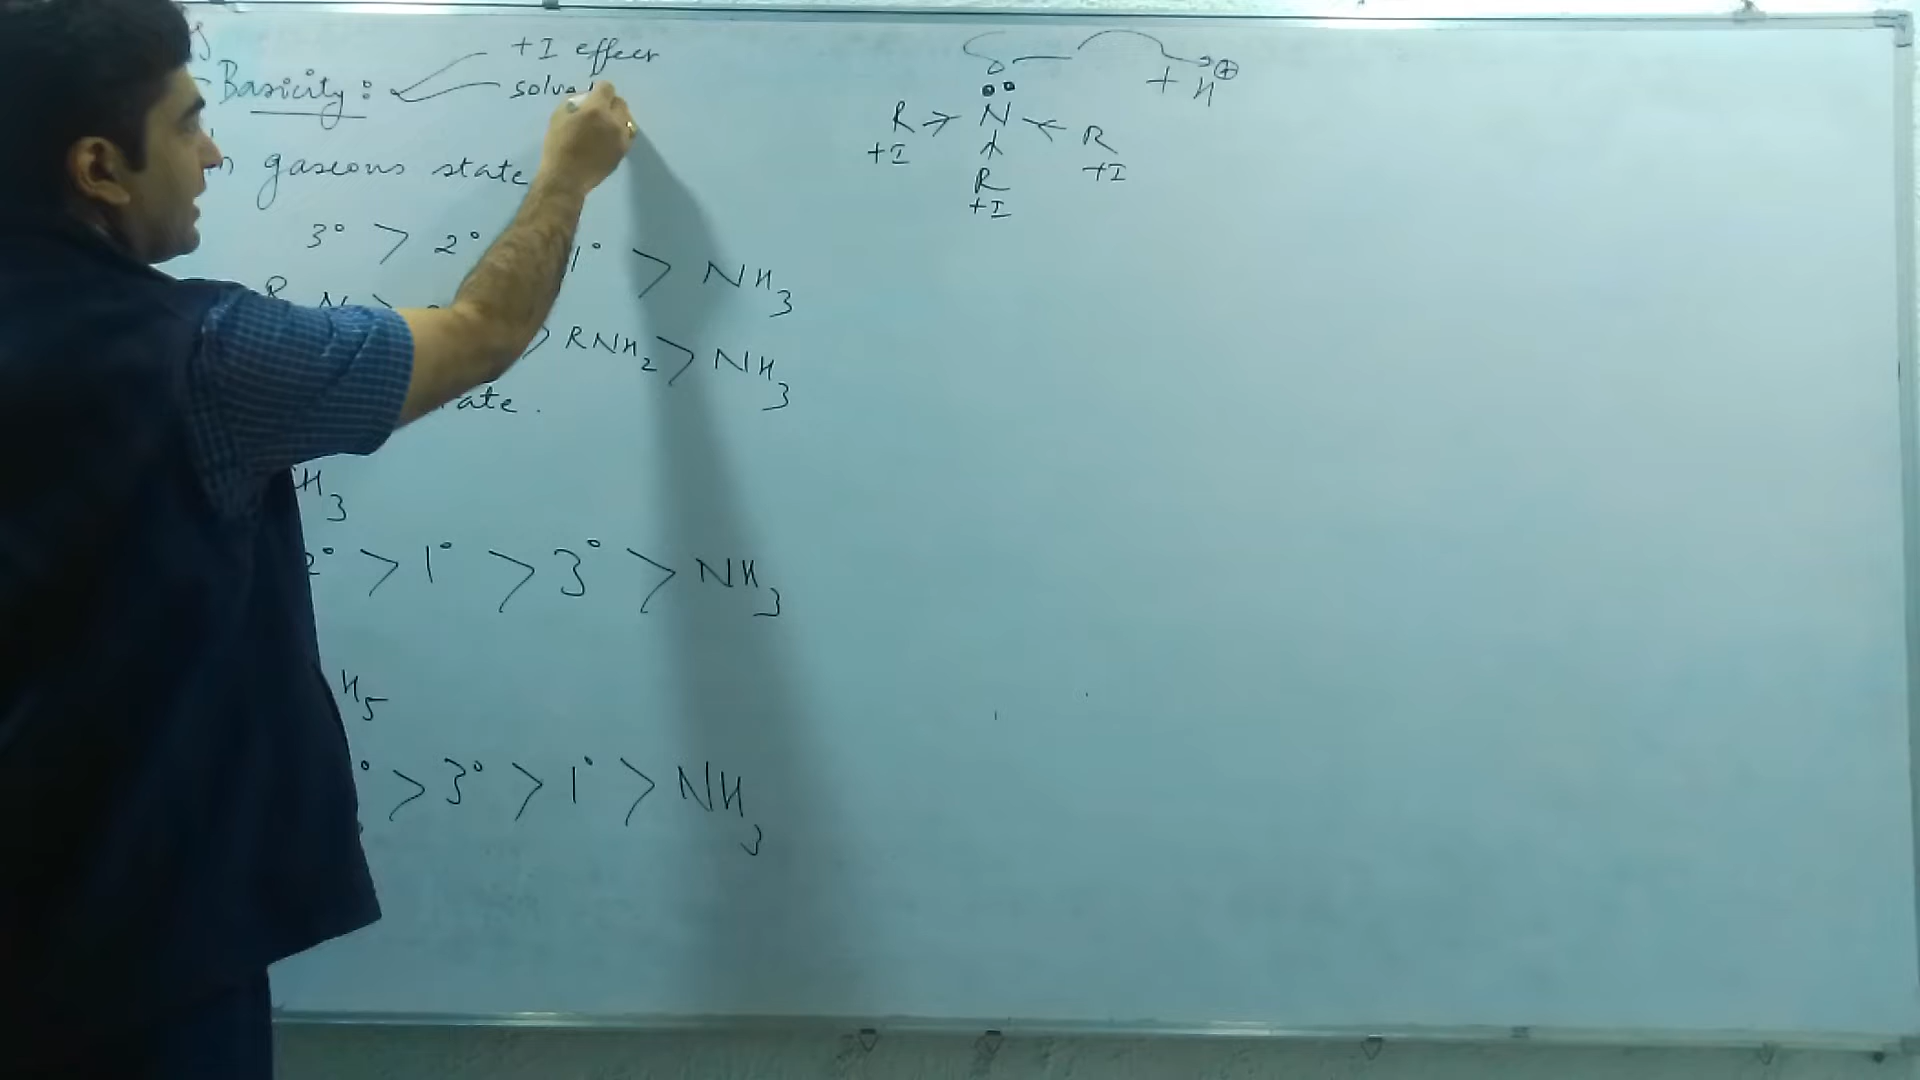 Basicity :
+I effect
solva
gaseous state
3° > 2° 1° > NH3
R N > > RNH2 > NH3
ate .
H3
2° > 1° > 3° > NH3
H5
° > 3° > 1° > NH3
+ H⊕
R → N ← R
+I +I
R
+I